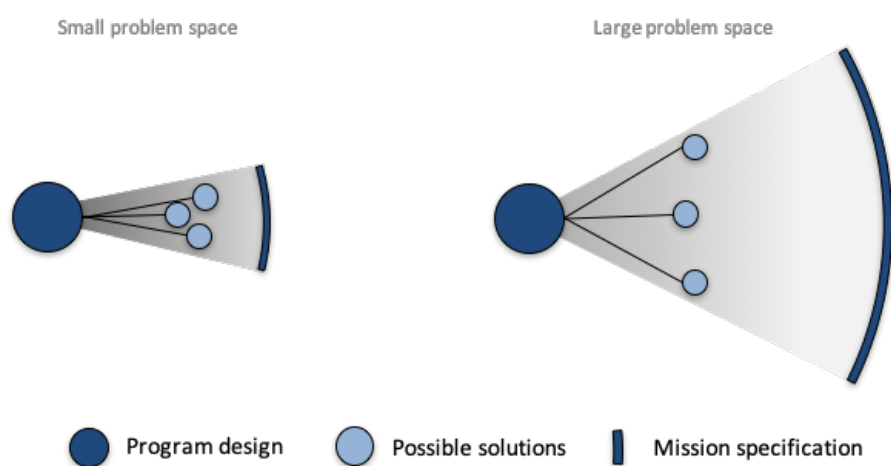 Small problem space
Large problem space
Program design
Possible solutions
Mission specification